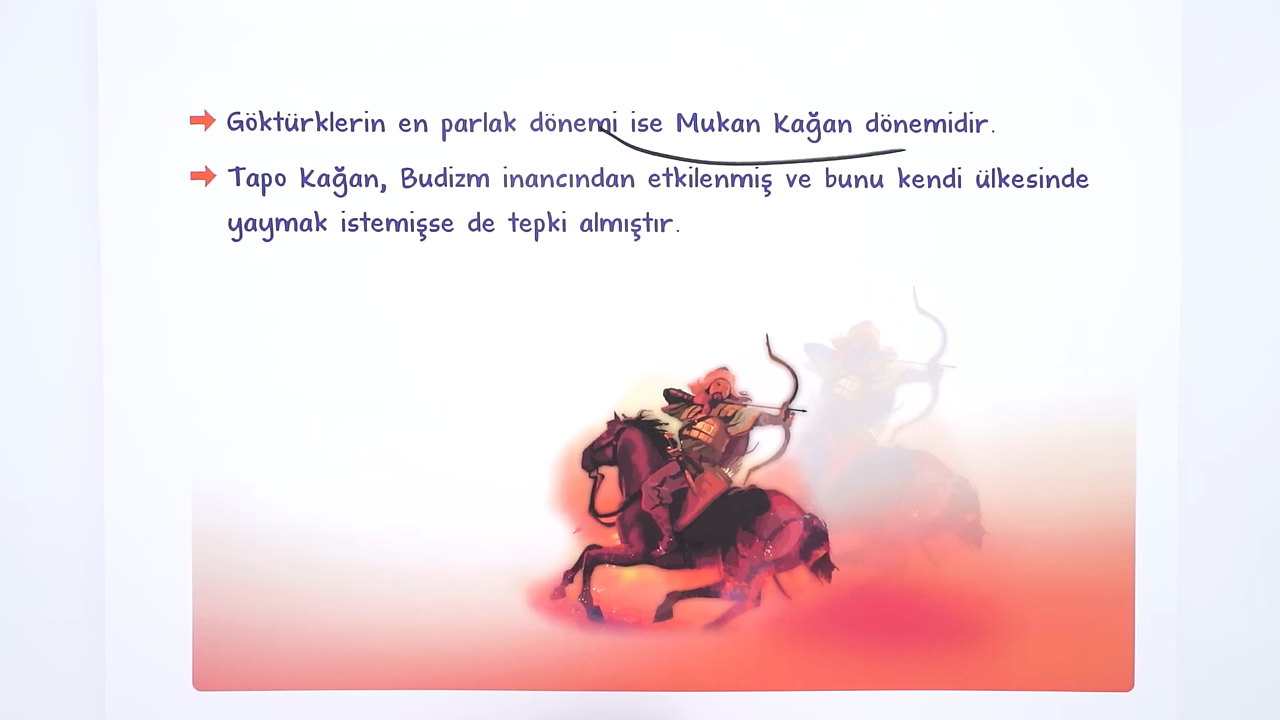 Göktürklerin en parlak dönemi ise Mukan Kağan dönemidir.
Tapo Kağan, Budizm inancından etkilenmiş ve bunu kendi ülkesinde
yaymak istemişse de tepki almıştır.